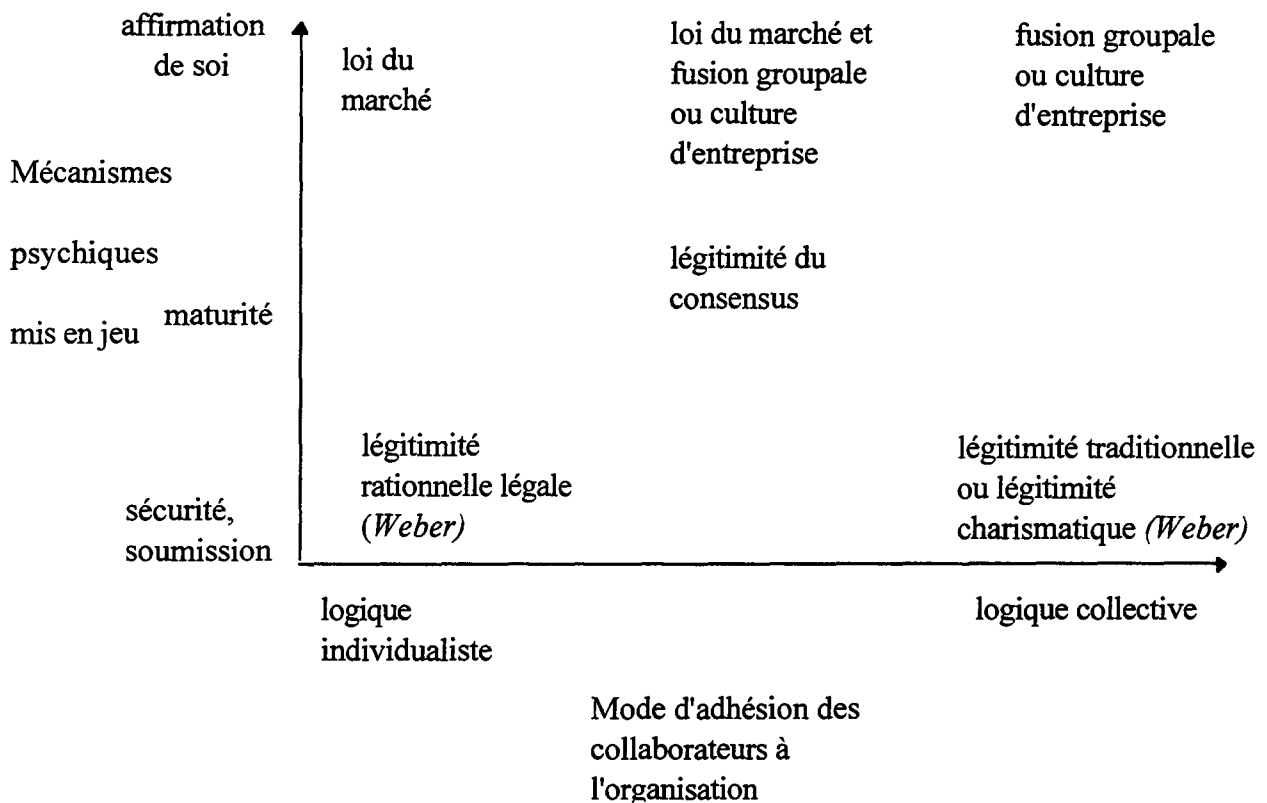 affirmation
de soi
loi du
marché
loi du marché et
fusion groupale
ou culture
d'entreprise
fusion groupale
ou culture
d'entreprise
Mécanismes
psychiques
mis en jeu
maturité
légitimité du
consensus
légitimité
rationnelle légale
(Weber)
légitimité traditionnelle
ou légitimité
charismatique (Weber)
sécurité,
soumission
logique
individualiste
logique collective
Mode d'adhésion des
collaborateurs à
l'organisation